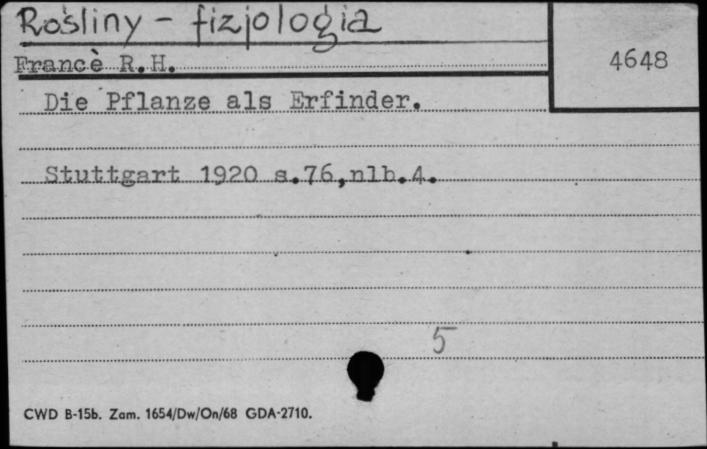 Rośliny - fizjologia
Francè R.H.
4648
Die Pflanze als Erfinder.
Stuttgart 1920 s.76,nlb.4.
5
CWD B-15b. Zam. 1654/Dw/On/68 GDA-2710.